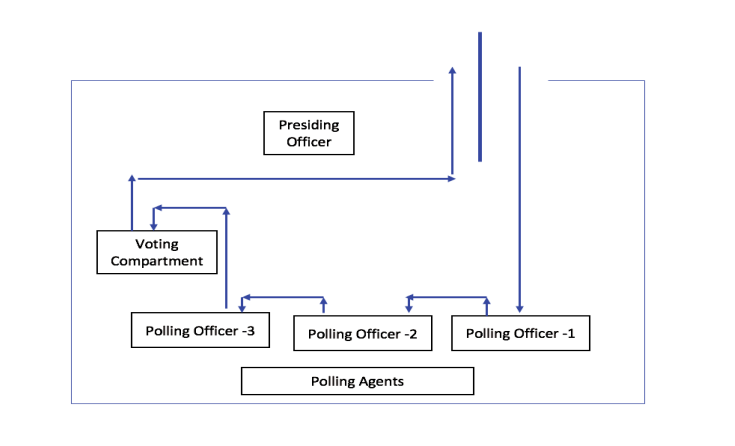 Presiding
Officer
Voting
Compartment
Polling Officer -3
Polling Officer -2
Polling Officer -1
Polling Agents